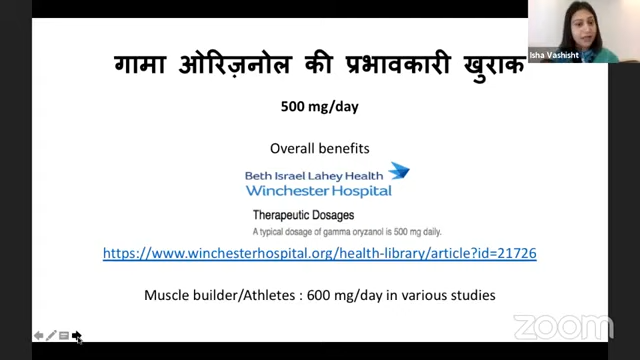 गामा ओरिज़नोल की प्रभावकारी खुराक
Isha Vashisht
500 mg/day
Overall benefits
Beth Israel Lahey Health
Winchester Hospital
Therapeutic Dosages
A typical dosage of gamma oryzanol is 500 mg daily.
https://www.winchesterhospital.org/health-library/article?id=21726
Muscle builder/Athletes : 600 mg/day in various studies
zoom